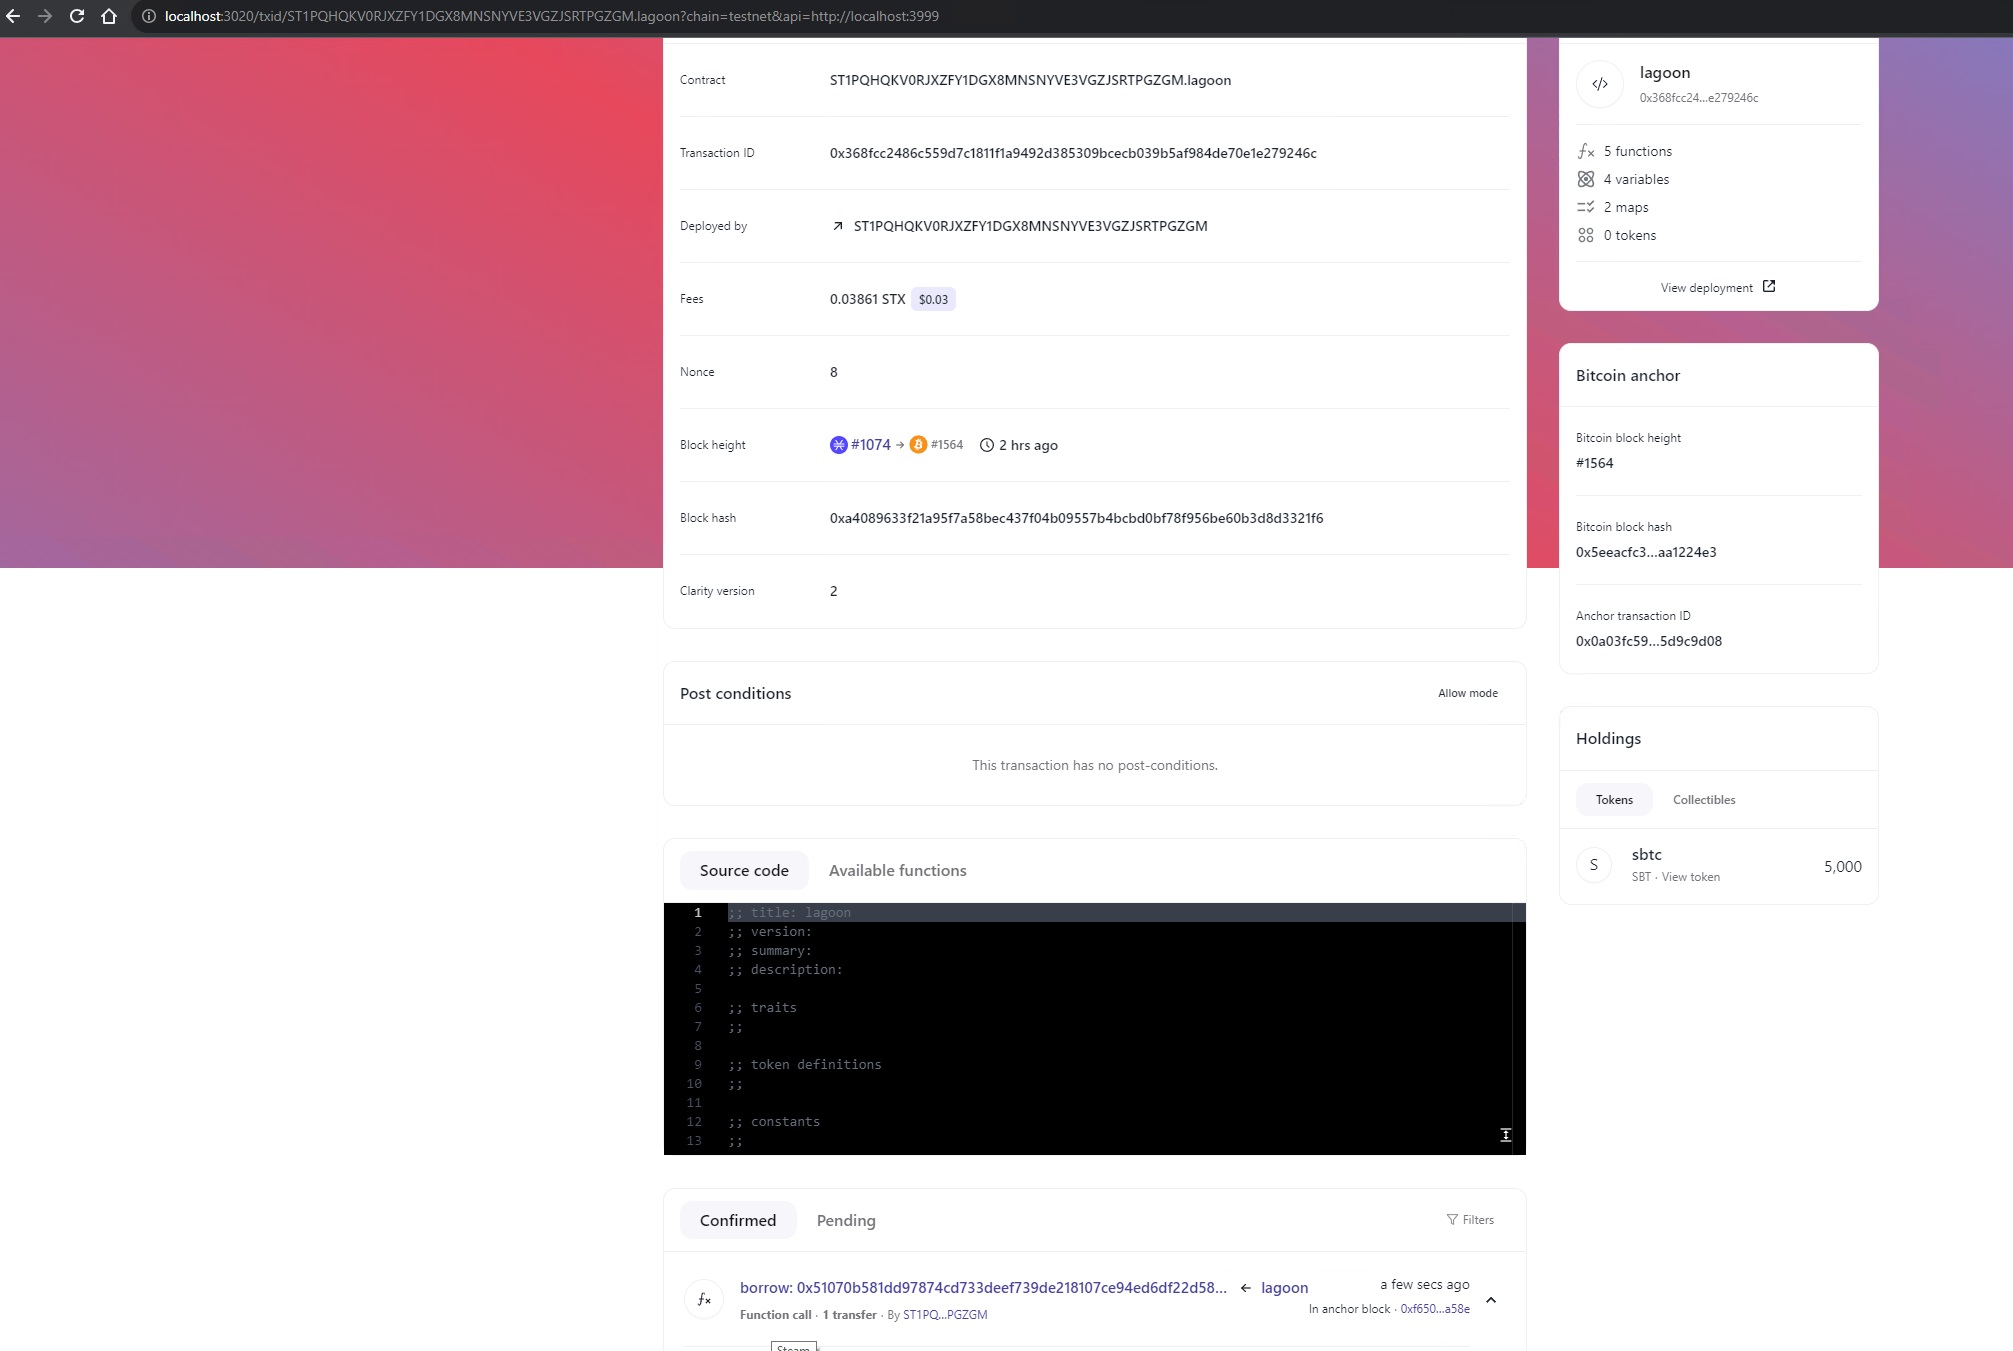 localhost:3020/txid/ST1PQHQKV0RJXZFY1DGX8MNSNYVE3VGZJSRTPGZGM.lagoon?chain=testnet&api=http://localhost:3999
Contract ST1PQHQKV0RJXZFY1DGX8MNSNYVE3VGZJSRTPGZGM.lagoon
Transaction ID 0x368fcc2486c559d7c1811f1a9492d385309bcecb039b5af984de70e1e279246c
Deployed by ST1PQHQKV0RJXZFY1DGX8MNSNYVE3VGZJSRTPGZGM
Fees 0.03861 STX $0.03
Nonce 8
Block height #1074 → #1564 2 hrs ago
Block hash 0xa4089633f21a95f7a58bec437f04b09557b4bcbd0bf78f956be60b3d8d3321f6
Clarity version 2
Post conditions Allow mode
This transaction has no post-conditions.
Source code Available functions
1 ;; title: lagoon
2 ;; version:
3 ;; summary:
4 ;; description:
5
6 ;; traits
7 ;;
8
9 ;; token definitions
10 ;;
11
12 ;; constants
13 ;;
Confirmed Pending Filters
borrow: 0x51070b581dd97874cd733deef739de218107ce94ed6df22d58... ← lagoon a few secs ago
Function call · 1 transfer · By ST1PQ...PGZGM In anchor block · 0xf650...a58e
Steam
</> lagoon
0x368fcc24...e279246c
5 functions
4 variables
2 maps
0 tokens
View deployment
Bitcoin anchor
Bitcoin block height
#1564
Bitcoin block hash
0x5eeacfc3...aa1224e3
Anchor transaction ID
0x0a03fc59...5d9c9d08
Holdings
Tokens Collectibles
S sbtc 5,000
SBT · View token